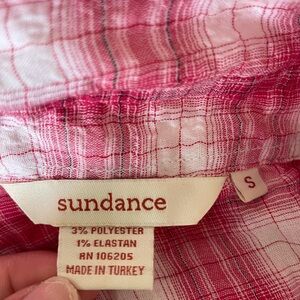 sundance
S
3% POLYESTER
1% ELASTAN
RN 106205
MADE IN TURKEY